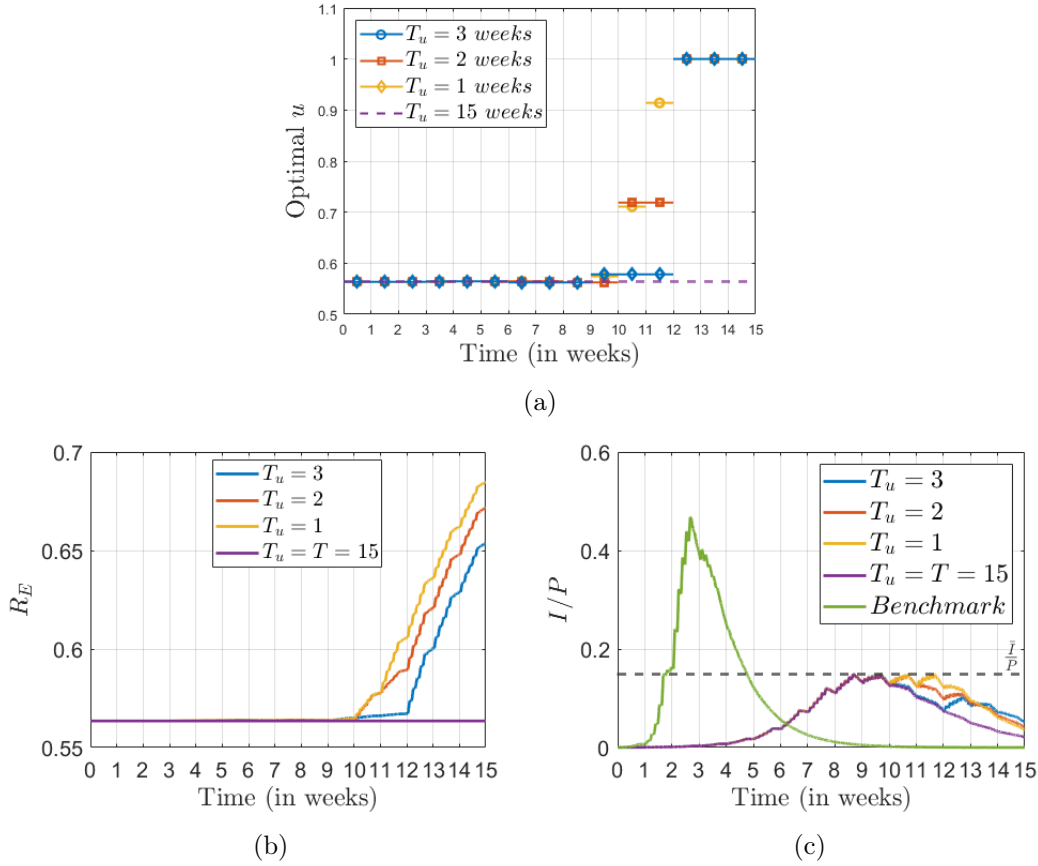 1.1
1
0.9
0.8
0.7
0.6
0.5
Optimal u
T_u = 3 weeks
T_u = 2 weeks
T_u = 1 weeks
T_u = 15 weeks
0 1 2 3 4 5 6 7 8 9 10 11 12 13 14 15
Time (in weeks)
(a)
0.7
0.65
0.6
0.55
R_E
T_u = 3
T_u = 2
T_u = 1
T_u = T = 15
0 1 2 3 4 5 6 7 8 9 10 11 12 13 14 15
Time (in weeks)
(b)
0.6
0.4
0.2
0
I/P
T_u = 3
T_u = 2
T_u = 1
T_u = T = 15
Benchmark
Ī/P
0 1 2 3 4 5 6 7 8 9 10 11 12 13 14 15
Time (in weeks)
(c)